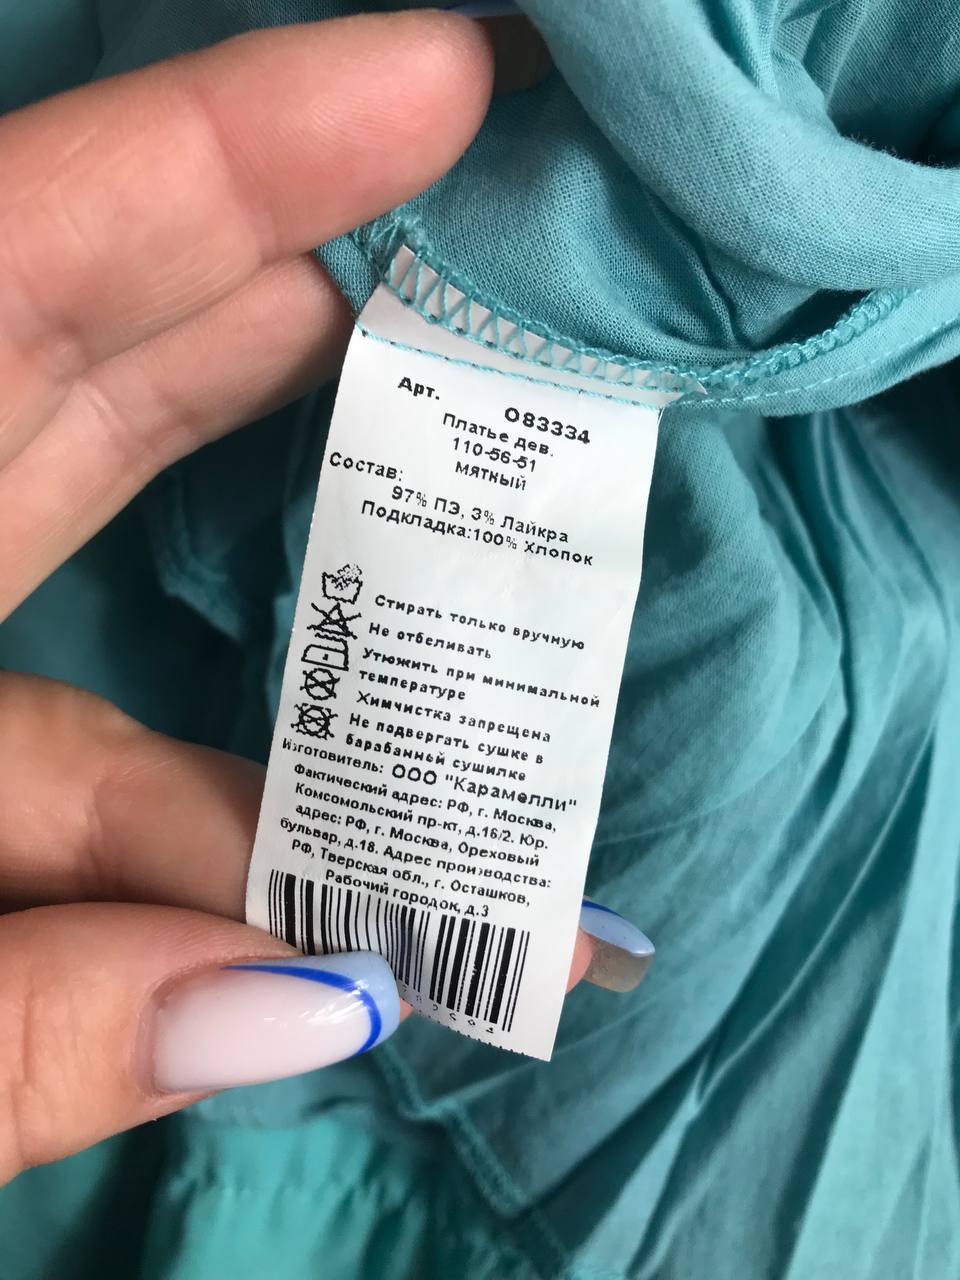 Арт. 083334
Платье дев.
110-56-51
мятный
Состав:
97% ПЭ, 3% Лайкра
Подкладка:100% Хлопок
Стирать только вручную
Не отбеливать
Утюжить при минимальной
температуре
Химчистка запрещена
Не подвергать сушке в
барабанный сушилке
Изготовитель: ООО "Карамелли"
Фактический адрес: РФ, г. Москва,
Комсомольский пр-кт, д.16/2. Юр.
адрес: РФ, г. Москва, Ореховый
бульвар, д.18. Адрес производства:
РФ, Тверская обл., г. Осташков,
Рабочий городок, д.3